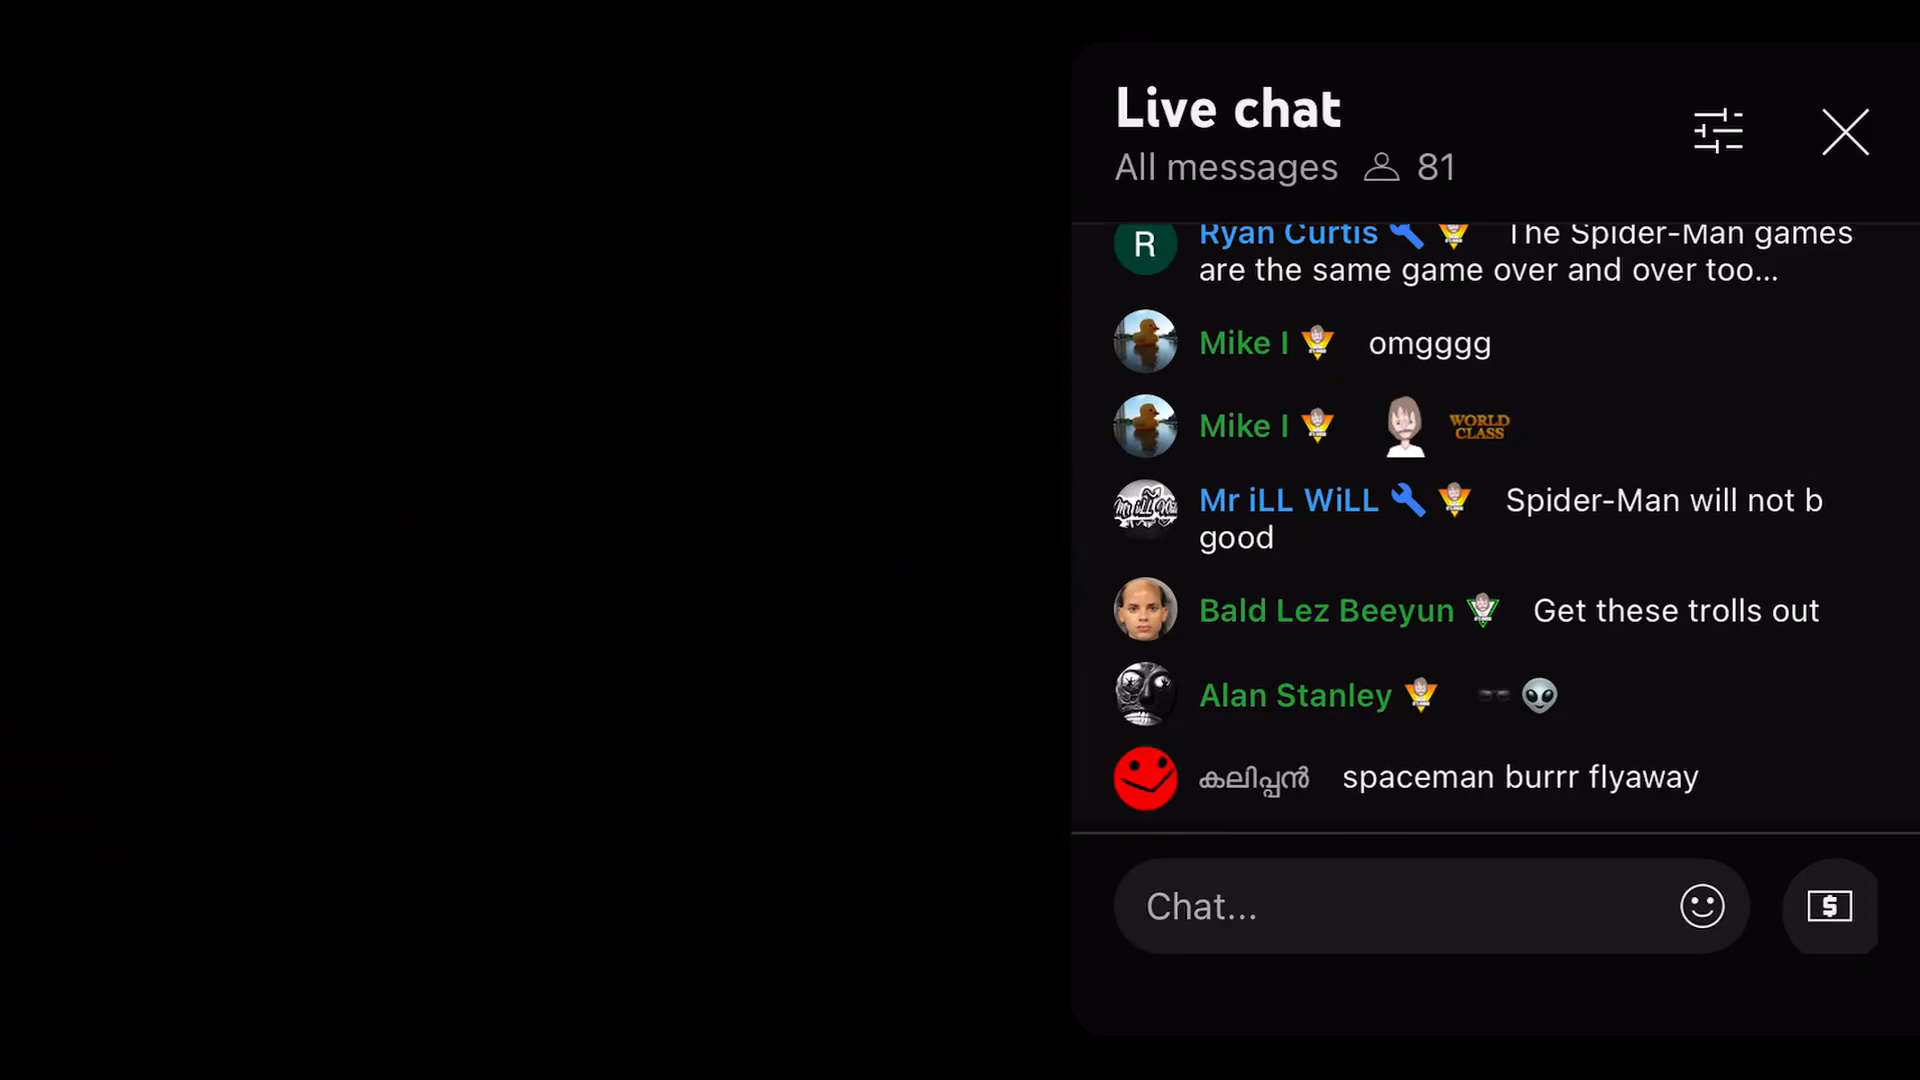 Live chat
All messages 81
R Ryan Curtis The Spider-Man games
are the same game over and over too...
Mike I omgggg
Mike I WORLD
CLASS
Mr iLL WiLL Spider-Man will not b
good
Bald Lez Beeyun Get these trolls out
Alan Stanley
കലിപ്പൻ spaceman burrr flyaway
Chat...
$